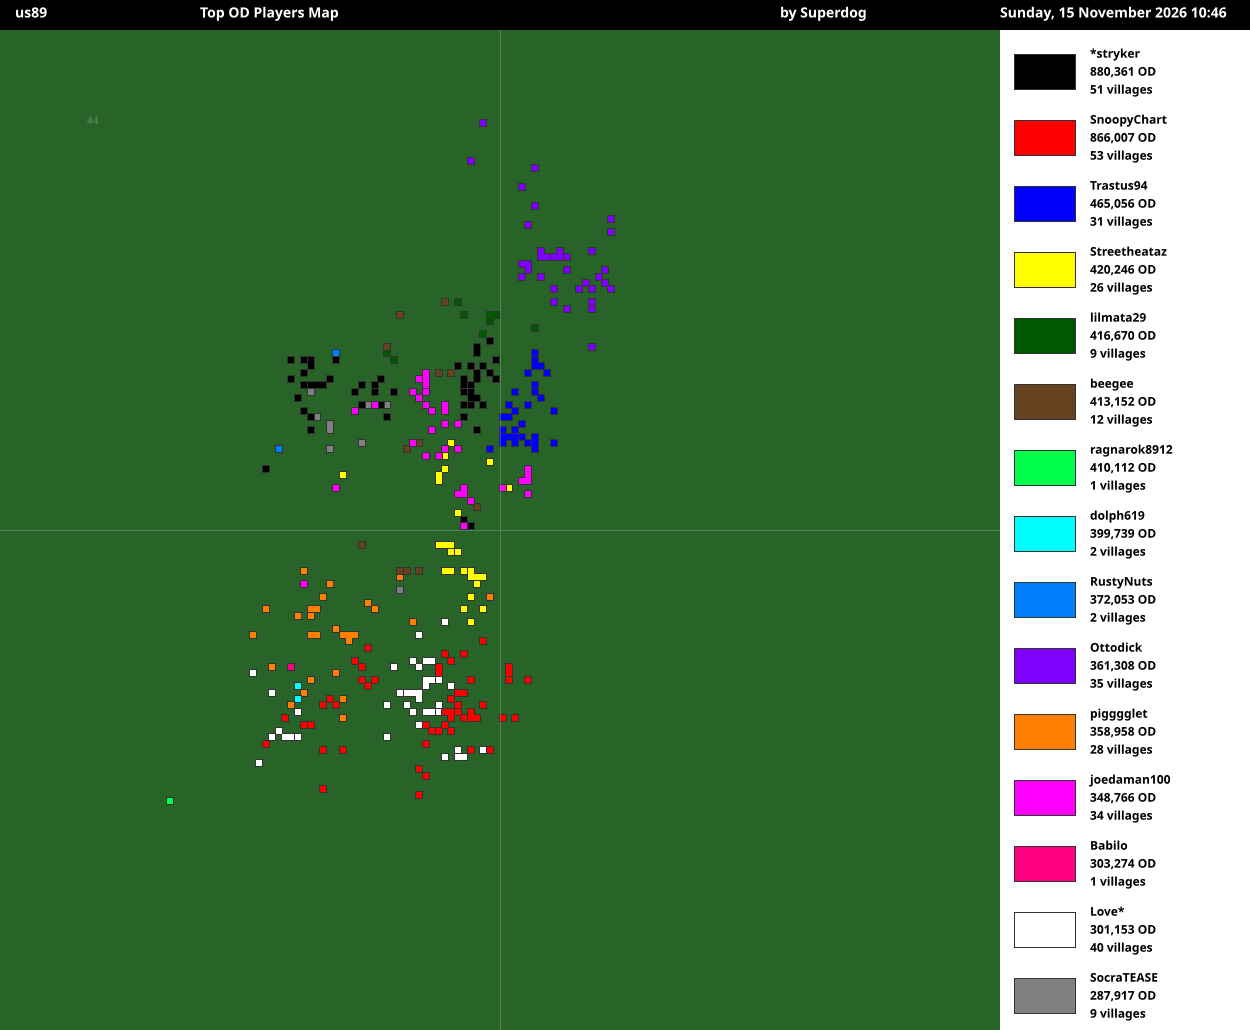 us89 Top OD Players Map by Superdog Sunday, 15 November 2026 10:46
44
*stryker
880,361 OD
51 villages
SnoopyChart
866,007 OD
53 villages
Trastus94
465,056 OD
31 villages
Streetheataz
420,246 OD
26 villages
lilmata29
416,670 OD
9 villages
beegee
413,152 OD
12 villages
ragnarok8912
410,112 OD
1 villages
dolph619
399,739 OD
2 villages
RustyNuts
372,053 OD
2 villages
Ottodick
361,308 OD
35 villages
pigggglet
358,958 OD
28 villages
joedaman100
348,766 OD
34 villages
Babilo
303,274 OD
1 villages
Love*
301,153 OD
40 villages
SocraTEASE
287,917 OD
9 villages